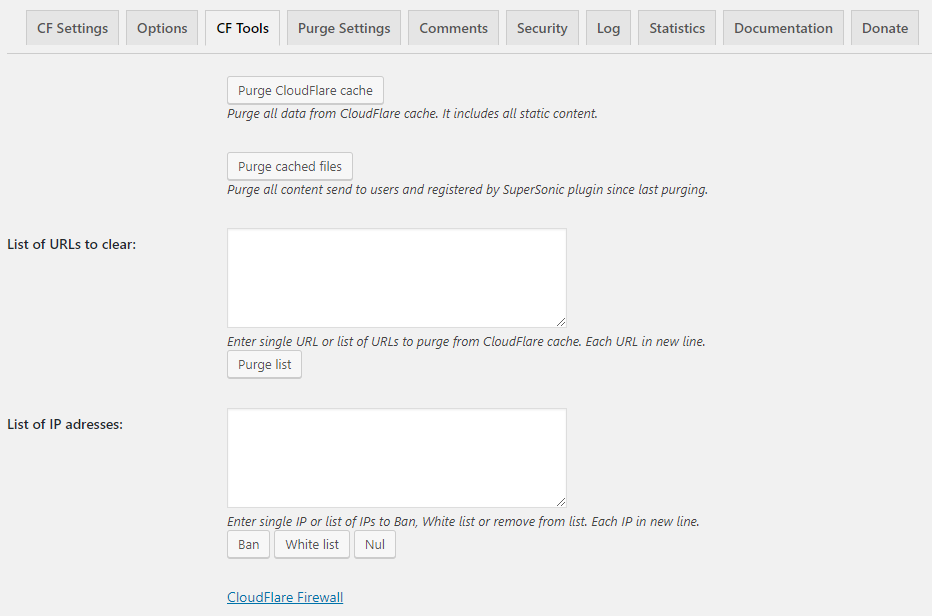 CF Settings Options CF Tools Purge Settings Comments Security Log Statistics Documentation Donate
Purge CloudFlare cache
Purge all data from CloudFlare cache. It includes all static content.
Purge cached files
Purge all content send to users and registered by SuperSonic plugin since last purging.
List of URLs to clear:
Enter single URL or list of URLs to purge from CloudFlare cache. Each URL in new line.
Purge list
List of IP adresses:
Enter single IP or list of IPs to Ban, White list or remove from list. Each IP in new line.
Ban White list Nul
CloudFlare Firewall